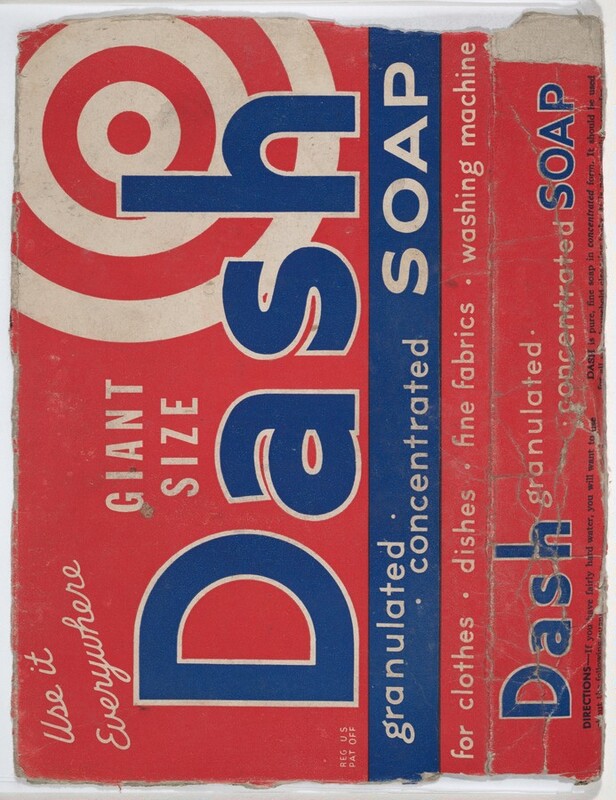 Use it
Everywhere
GIANT
SIZE
Dash
REG U.S.
PAT OFF
granulated ·
· concentrated
SOAP
for clothes · dishes · fine fabrics · washing machine
Dash
granulated ·
· concentrated
SOAP
DIRECTIONS—If you have fairly hard water, you will want to use
DASH is pure, fine soap in concentrated form. It should be used